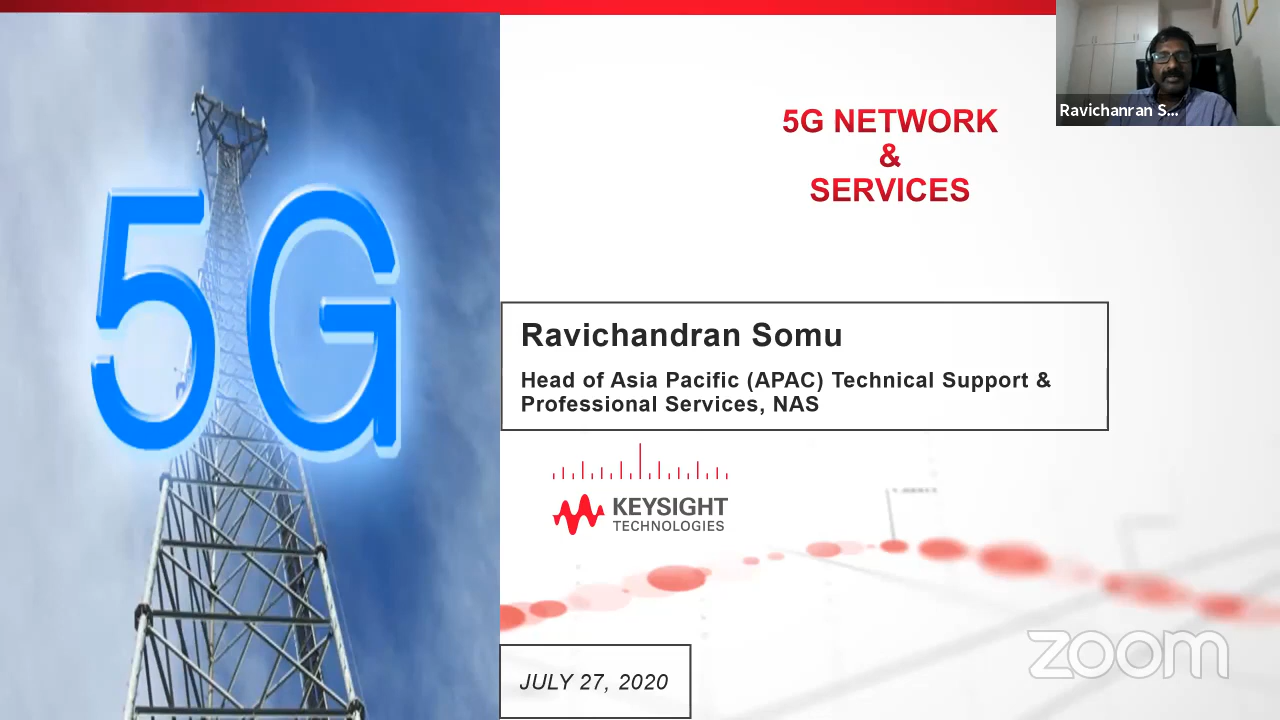 5G
5G NETWORK
&
SERVICES
Ravichanran S...
Ravichandran Somu
Head of Asia Pacific (APAC) Technical Support &
Professional Services, NAS
KEYSIGHT
TECHNOLOGIES
JULY 27, 2020
zoom